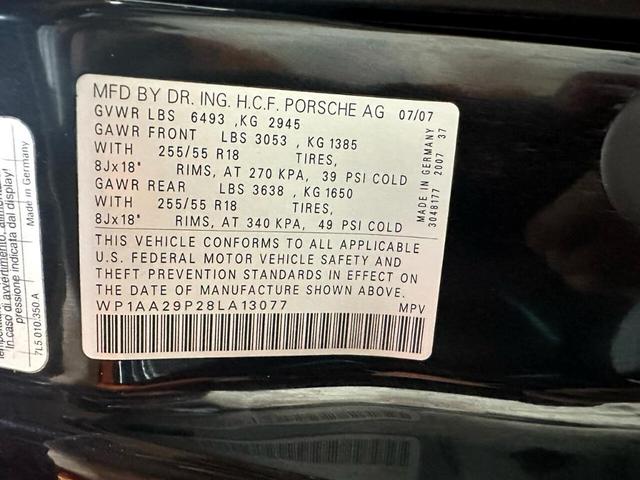 MFD BY DR. ING. H.C.F. PORSCHE AG 07/07
GVWR LBS 6493 ,KG 2945
GAWR FRONT LBS 3053 , KG 1385
WITH 255/55 R18 TIRES,
8Jx18" RIMS, AT 270 KPA, 39 PSI COLD
GAWR REAR LBS 3638 , KG 1650
WITH 255/55 R18 TIRES,
8Jx18" RIMS, AT 340 KPA, 49 PSI COLD
MADE IN GERMANY
3048177 2007 37
THIS VEHICLE CONFORMS TO ALL APPLICABLE
U.S. FEDERAL MOTOR VEHICLE SAFETY AND
THEFT PREVENTION STANDARDS IN EFFECT ON
THE DATE OF MANUFACTURE SHOWN ABOVE.
WP1AA29P28LA13077 MPV
In caso di avvertimento,
pressione indicata dal display!
Made in Germany
7L5.010.350.A